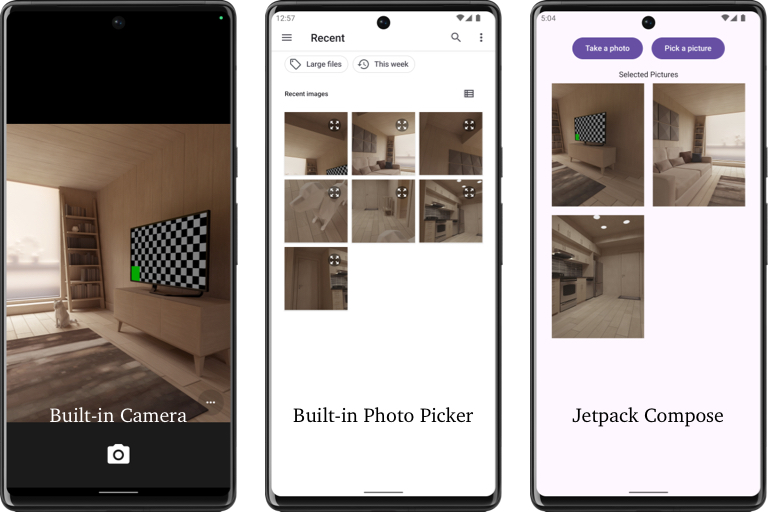 Built-in Camera
12:57
Recent
Large files
This week
Recent images
Built-in Photo Picker
5:04
Take a photo
Pick a picture
Selected Pictures
Jetpack Compose